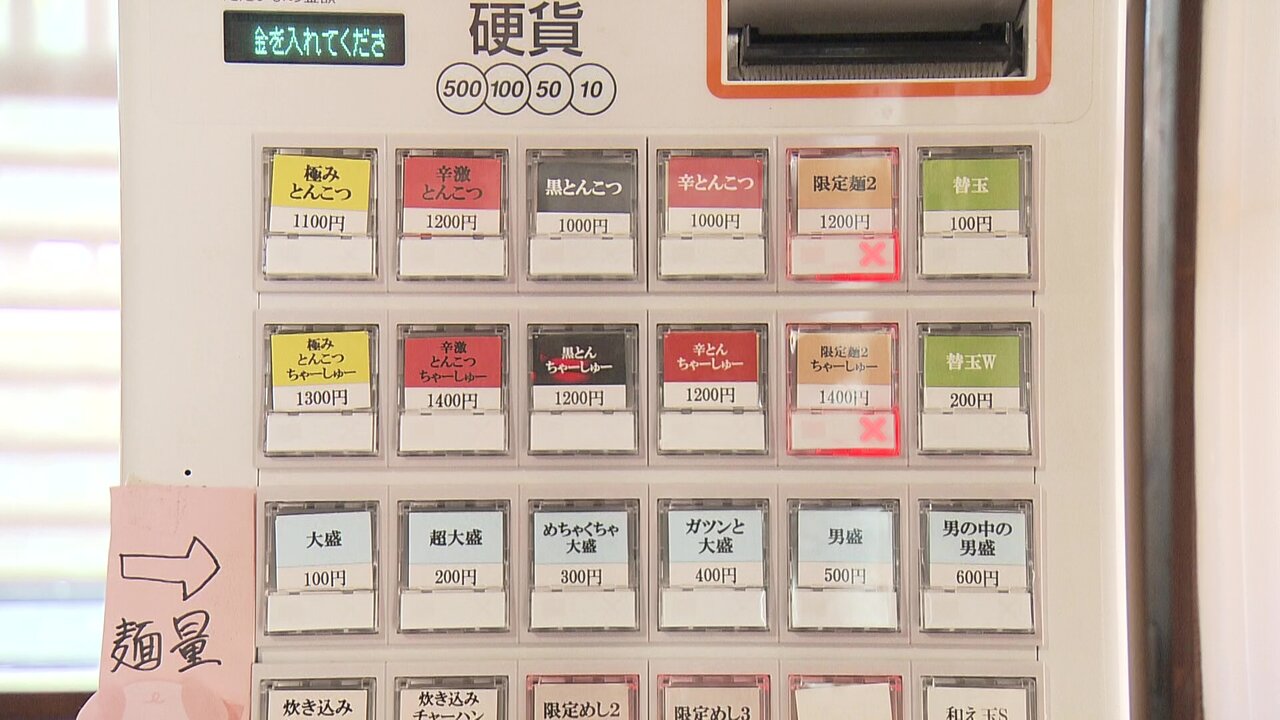 金を入れてくださ
硬貨
500 100 50 10
極み
とんこつ
1100円
辛激
とんこつ
1200円
黒とんこつ
1000円
辛とんこつ
1000円
限定麺2
1200円
替玉
100円
極み
とんこつ
ちゃーしゅー
1300円
辛激
とんこつ
ちゃーしゅー
1400円
黒とん
ちゃーしゅー
1200円
辛とん
ちゃーしゅー
1200円
限定麺2
ちゃーしゅー
1400円
替玉W
200円
麺量
大盛
100円
超大盛
200円
めちゃくちゃ
大盛
300円
ガツンと
大盛
400円
男盛
500円
男の中の
男盛
600円
炊き込み
炊き込み
チャーハン
限定めし2
限定めし3
和え玉S